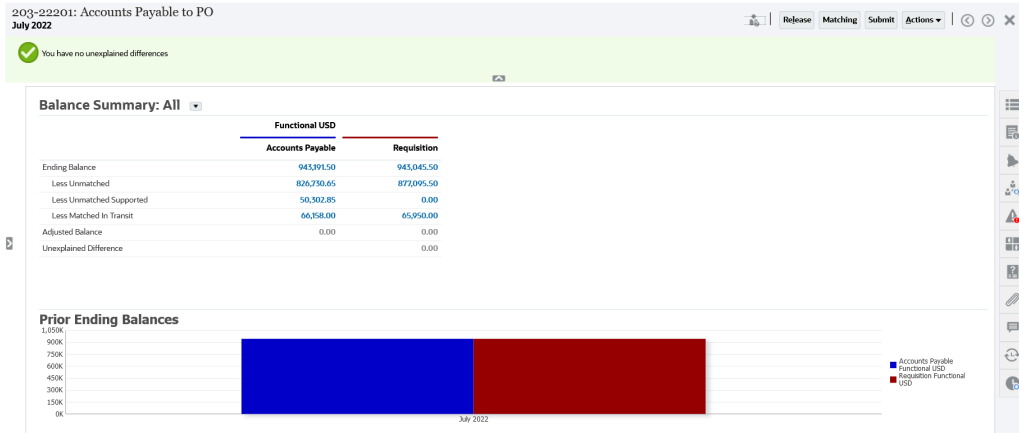 203-22201: Accounts Payable to PO
July 2022
Release Matching Submit Actions
You have no unexplained differences
Balance Summary: All
Functional USD
Accounts Payable Requisition
Ending Balance 943,191.50 943,045.50
Less Unmatched 826,730.65 877,095.50
Less Unmatched Supported 50,302.85 0.00
Less Matched In Transit 66,158.00 65,950.00
Adjusted Balance 0.00 0.00
Unexplained Difference 0.00
Prior Ending Balances
1,050K
900K
750K
600K
450K
300K
150K
0K
July 2022
Accounts Payable
Functional USD
Requisition Functional
USD